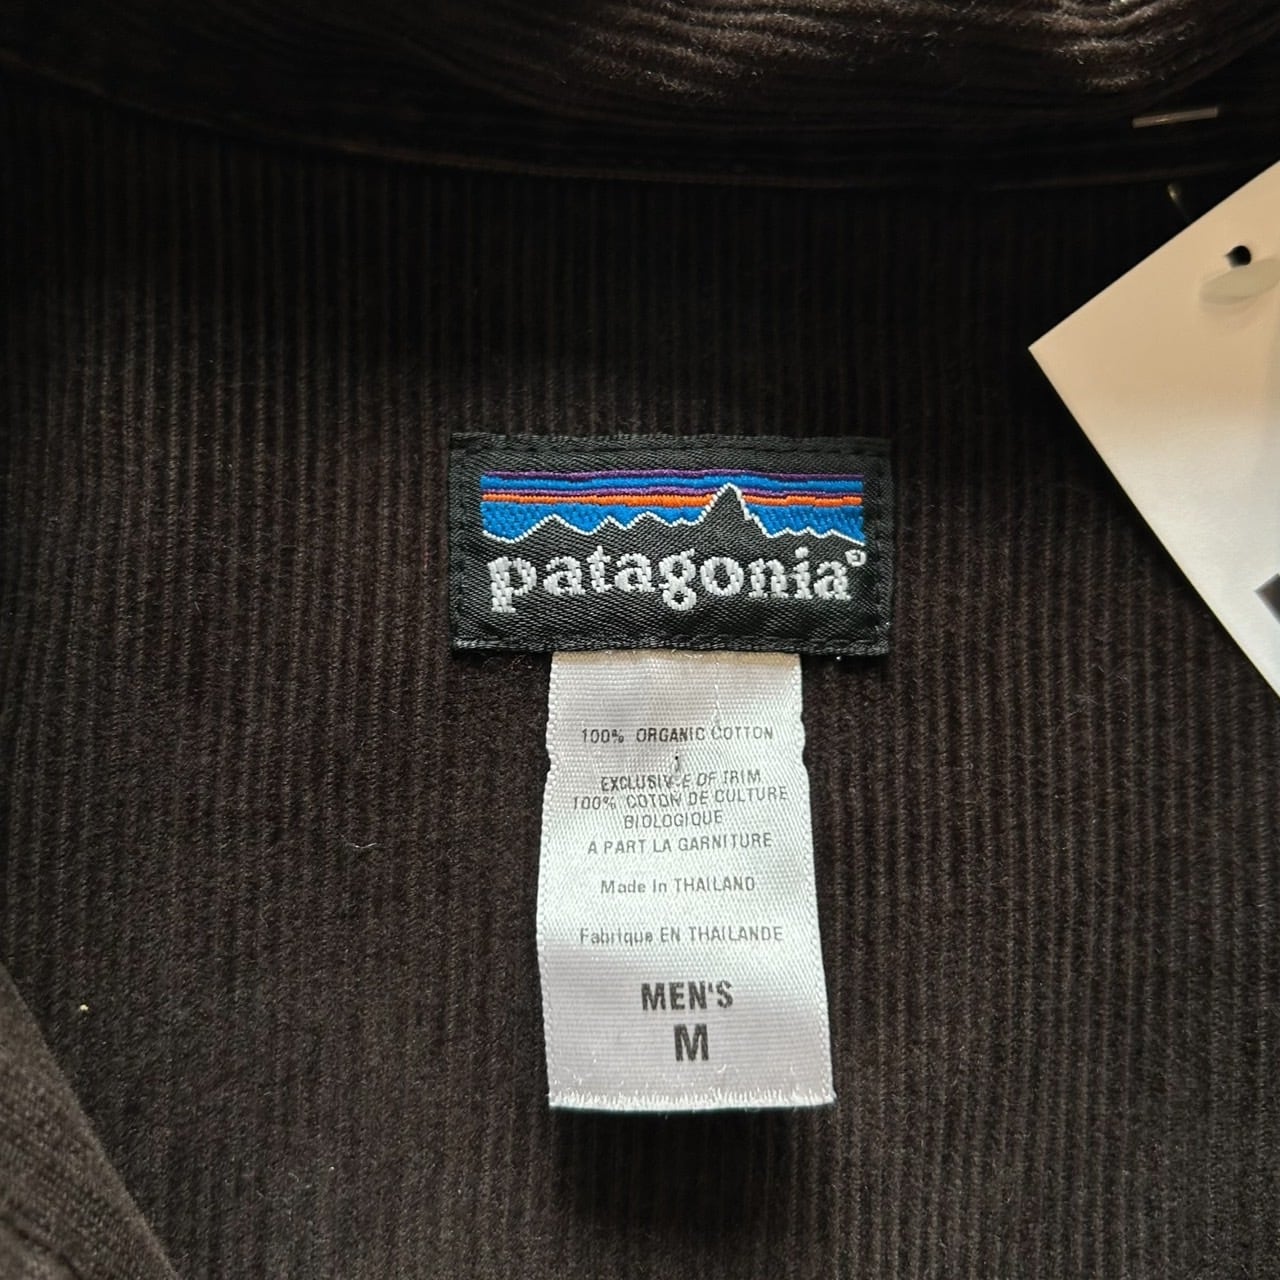 patagonia®
100% ORGANIC COTTON
EXCLUSIVE OF TRIM
100% COTON DE CULTURE
BIOLOGIQUE
A PART LA GARNITURE
Made In THAILAND
Fabrique EN THAILANDE
MEN'S
M